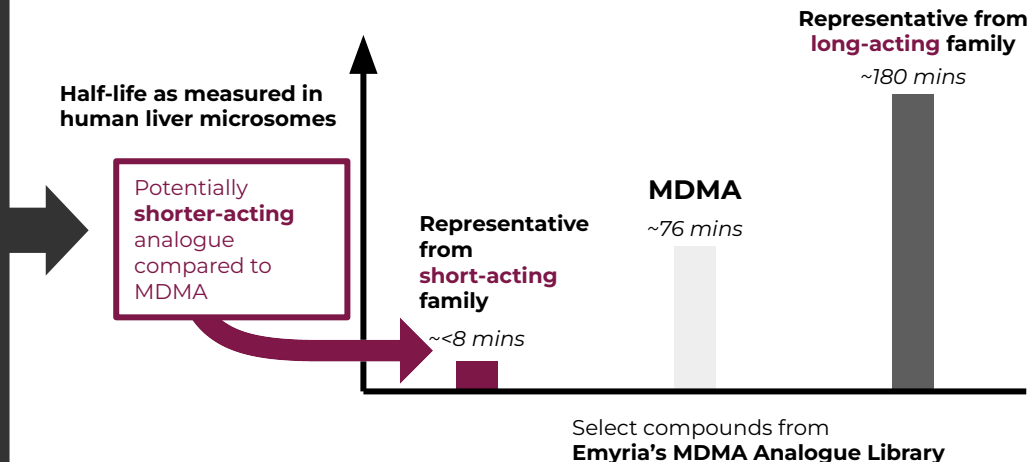 Half-life as measured in
human liver microsomes
Potentially
shorter-acting
analogue
compared to
MDMA
Representative
from
short-acting
family
~<8 mins
MDMA
~76 mins
Representative from
long-acting family
~180 mins
Select compounds from
Emyria's MDMA Analogue Library